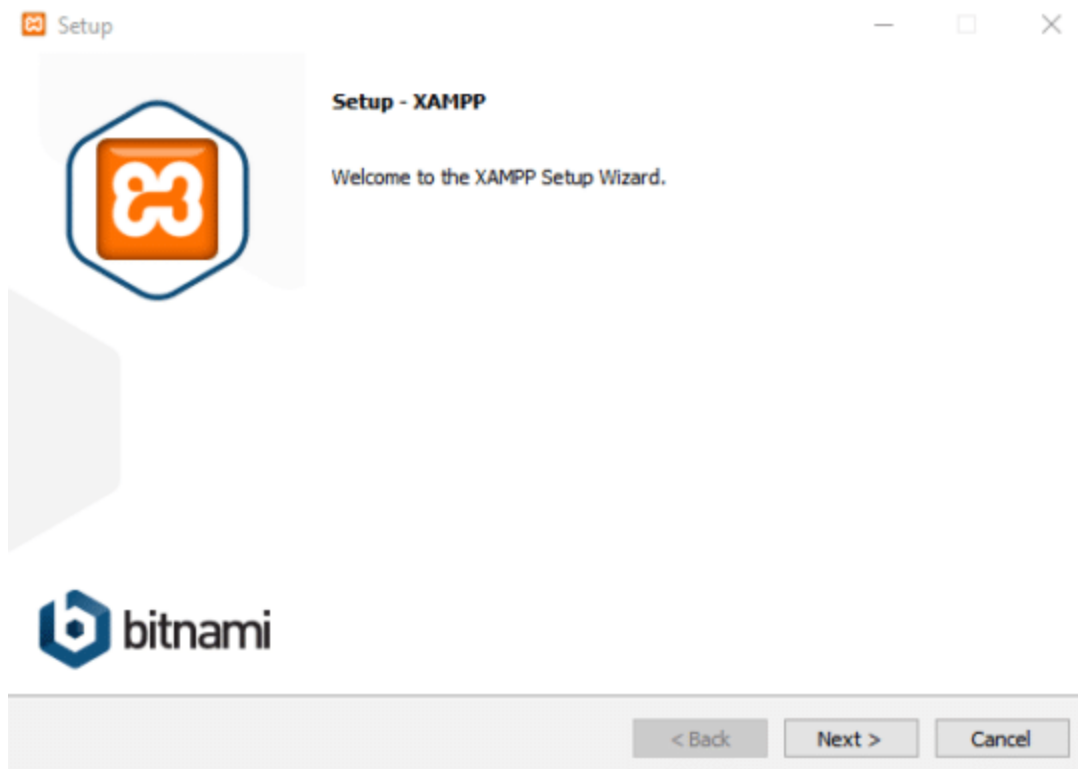 Setup
Setup - XAMPP
Welcome to the XAMPP Setup Wizard.
bitnami
< Back
Next >
Cancel